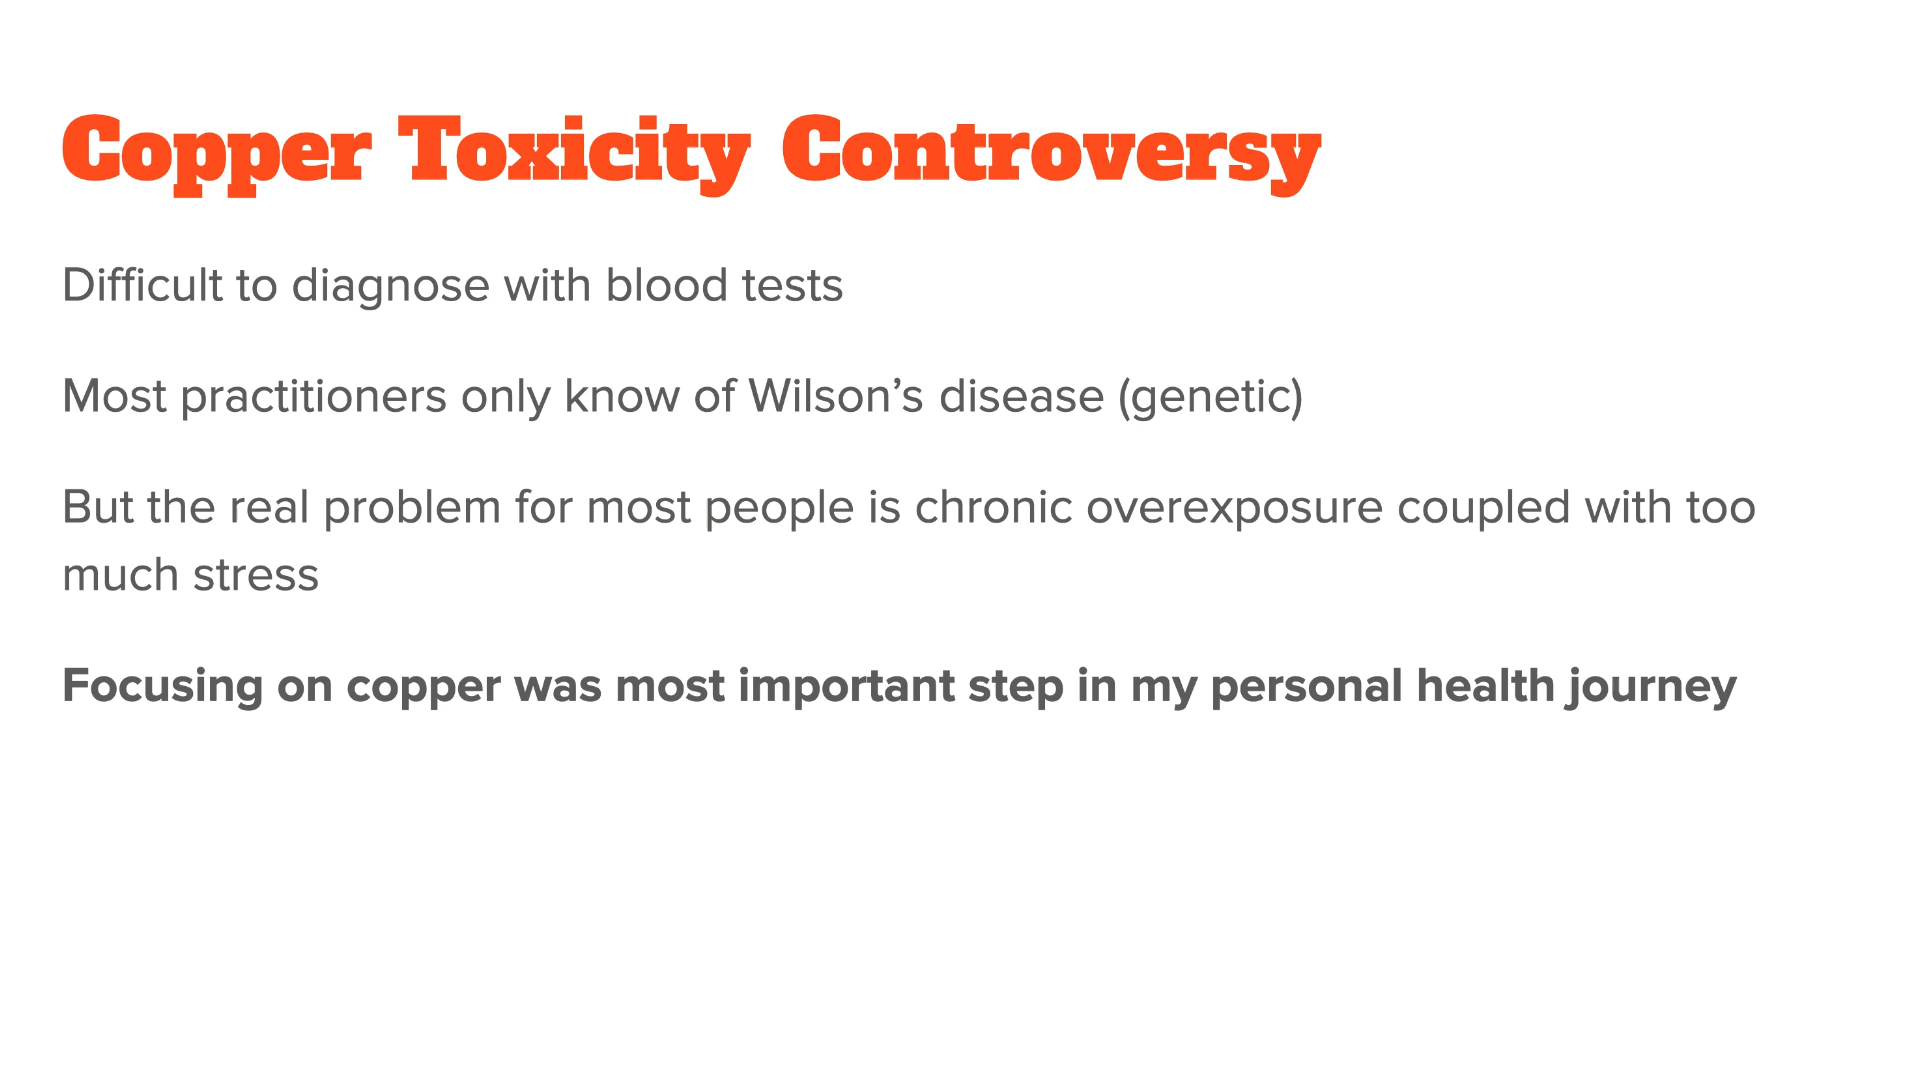 Copper Toxicity Controversy
Difficult to diagnose with blood tests
Most practitioners only know of Wilson’s disease (genetic)
But the real problem for most people is chronic overexposure coupled with too
much stress
Focusing on copper was most important step in my personal health journey